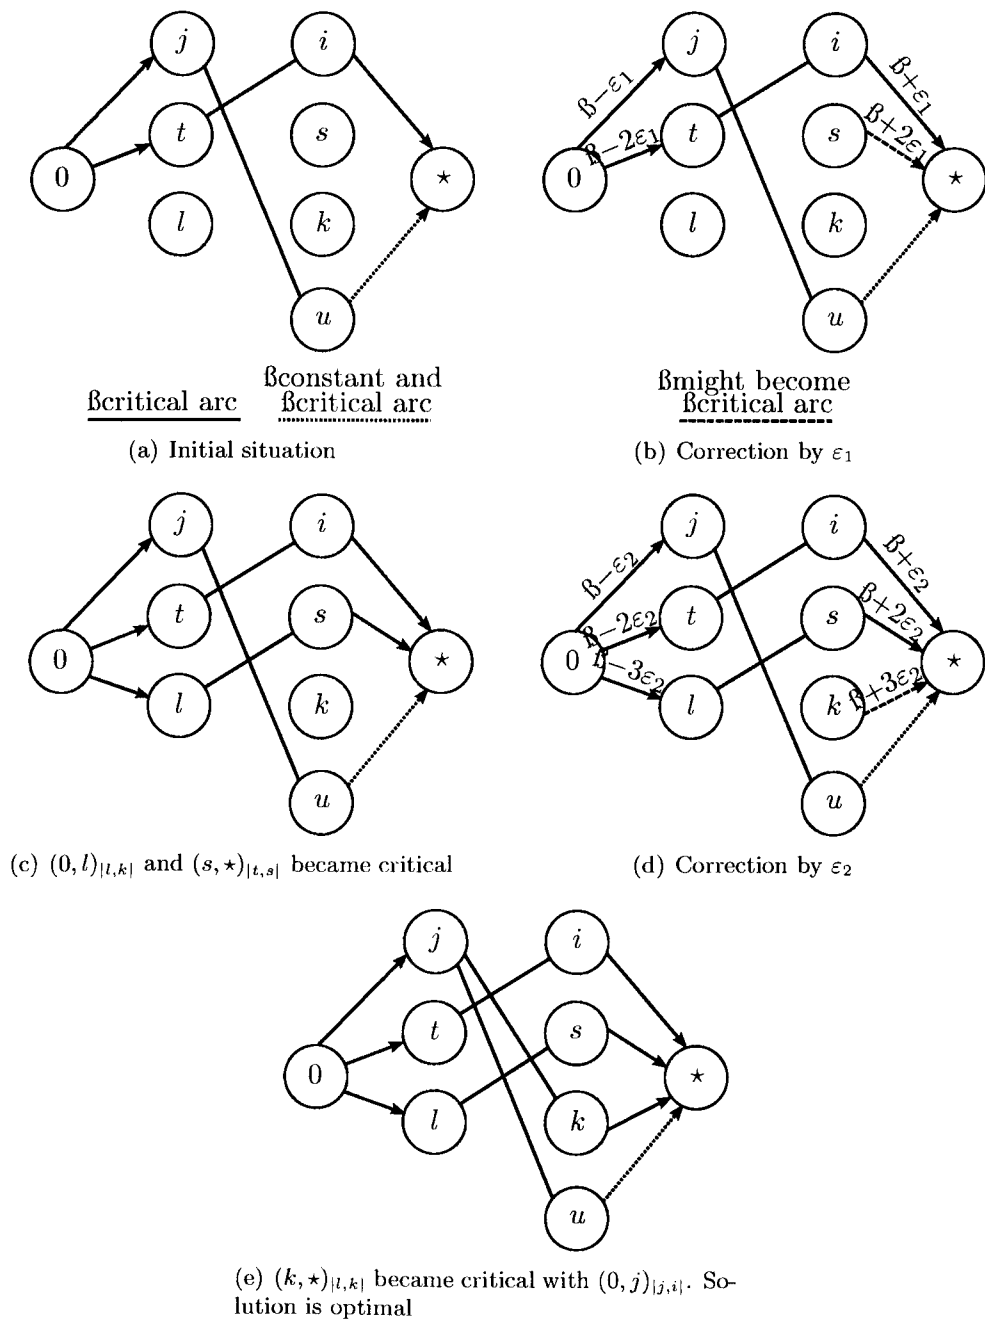 j
i
t
s
0
⋆
l
k
u
ßcritical arc
ßconstant and
ßcritical arc
(a) Initial situation
j
i
ß−ε₁
ß+ε₁
t
s
ß−2ε₁
ß+2ε₁
0
⋆
l
k
u
ßmight become
ßcritical arc
(b) Correction by ε₁
j
i
t
s
0
⋆
l
k
u
(c) (0, l)|l,k| and (s, ⋆)|t,s| became critical
j
i
ß−ε₂
ß+ε₂
t
s
ß−2ε₂
ß+2ε₂
0
⋆
ß−3ε₂
ß+3ε₂
l
k
u
(d) Correction by ε₂
j
i
t
s
0
⋆
l
k
u
(e) (k, ⋆)|l,k| became critical with (0, j)|j,i|. So-
lution is optimal